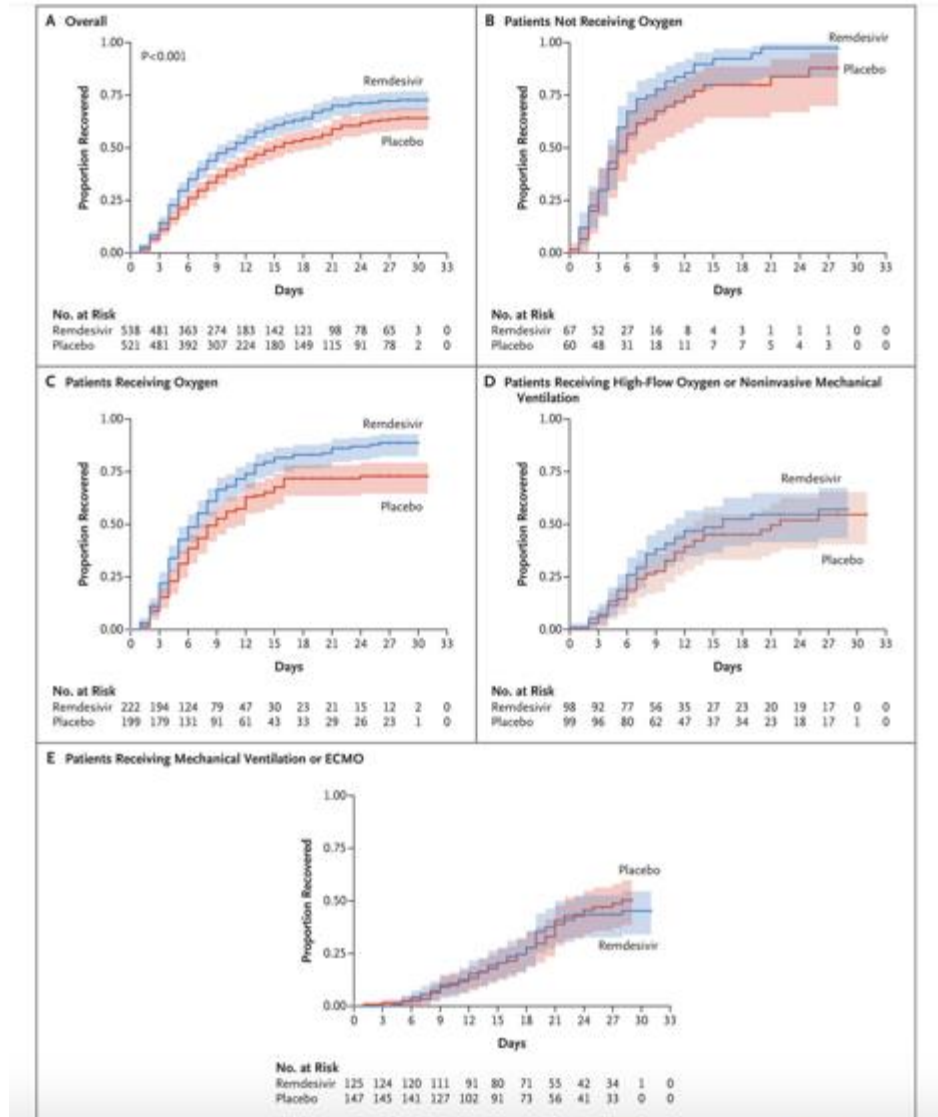 A Overall
1.00
P<0.001
Remdesivir
0.75
Proportion Recovered
0.50
Placebo
0.25
0.00
0 3 6 9 12 15 18 21 24 27 30 33
Days
No. at Risk
Remdesivir 538 481 363 274 183 142 121 98 78 65 3 0
Placebo 521 481 392 307 224 180 149 115 91 78 2 0
B Patients Not Receiving Oxygen
1.00
Remdesivir
Placebo
0.75
Proportion Recovered
0.50
0.25
0.00
0 3 6 9 12 15 18 21 24 27 30 33
Days
No. at Risk
Remdesivir 67 52 27 16 8 4 3 1 1 1 0 0
Placebo 60 48 31 18 11 7 7 5 4 3 0 0
C Patients Receiving Oxygen
1.00
Remdesivir
0.75
Proportion Recovered
Placebo
0.50
0.25
0.00
0 3 6 9 12 15 18 21 24 27 30 33
Days
No. at Risk
Remdesivir 222 194 124 79 47 30 23 21 15 12 2 0
Placebo 199 179 131 91 61 43 33 29 26 23 1 0
D Patients Receiving High-Flow Oxygen or Noninvasive Mechanical
Ventilation
1.00
0.75
Remdesivir
Proportion Recovered
0.50
Placebo
0.25
0.00
0 3 6 9 12 15 18 21 24 27 30 33
Days
No. at Risk
Remdesivir 98 92 77 56 35 27 23 20 19 17 0 0
Placebo 99 96 80 62 47 37 34 23 18 17 1 0
E Patients Receiving Mechanical Ventilation or ECMO
1.00
0.75
Placebo
Proportion Recovered
0.50
Remdesivir
0.25
0.00
0 3 6 9 12 15 18 21 24 27 30 33
Days
No. at Risk
Remdesivir 125 124 120 111 91 80 71 55 42 34 1 0
Placebo 147 145 141 127 102 91 73 56 41 33 0 0